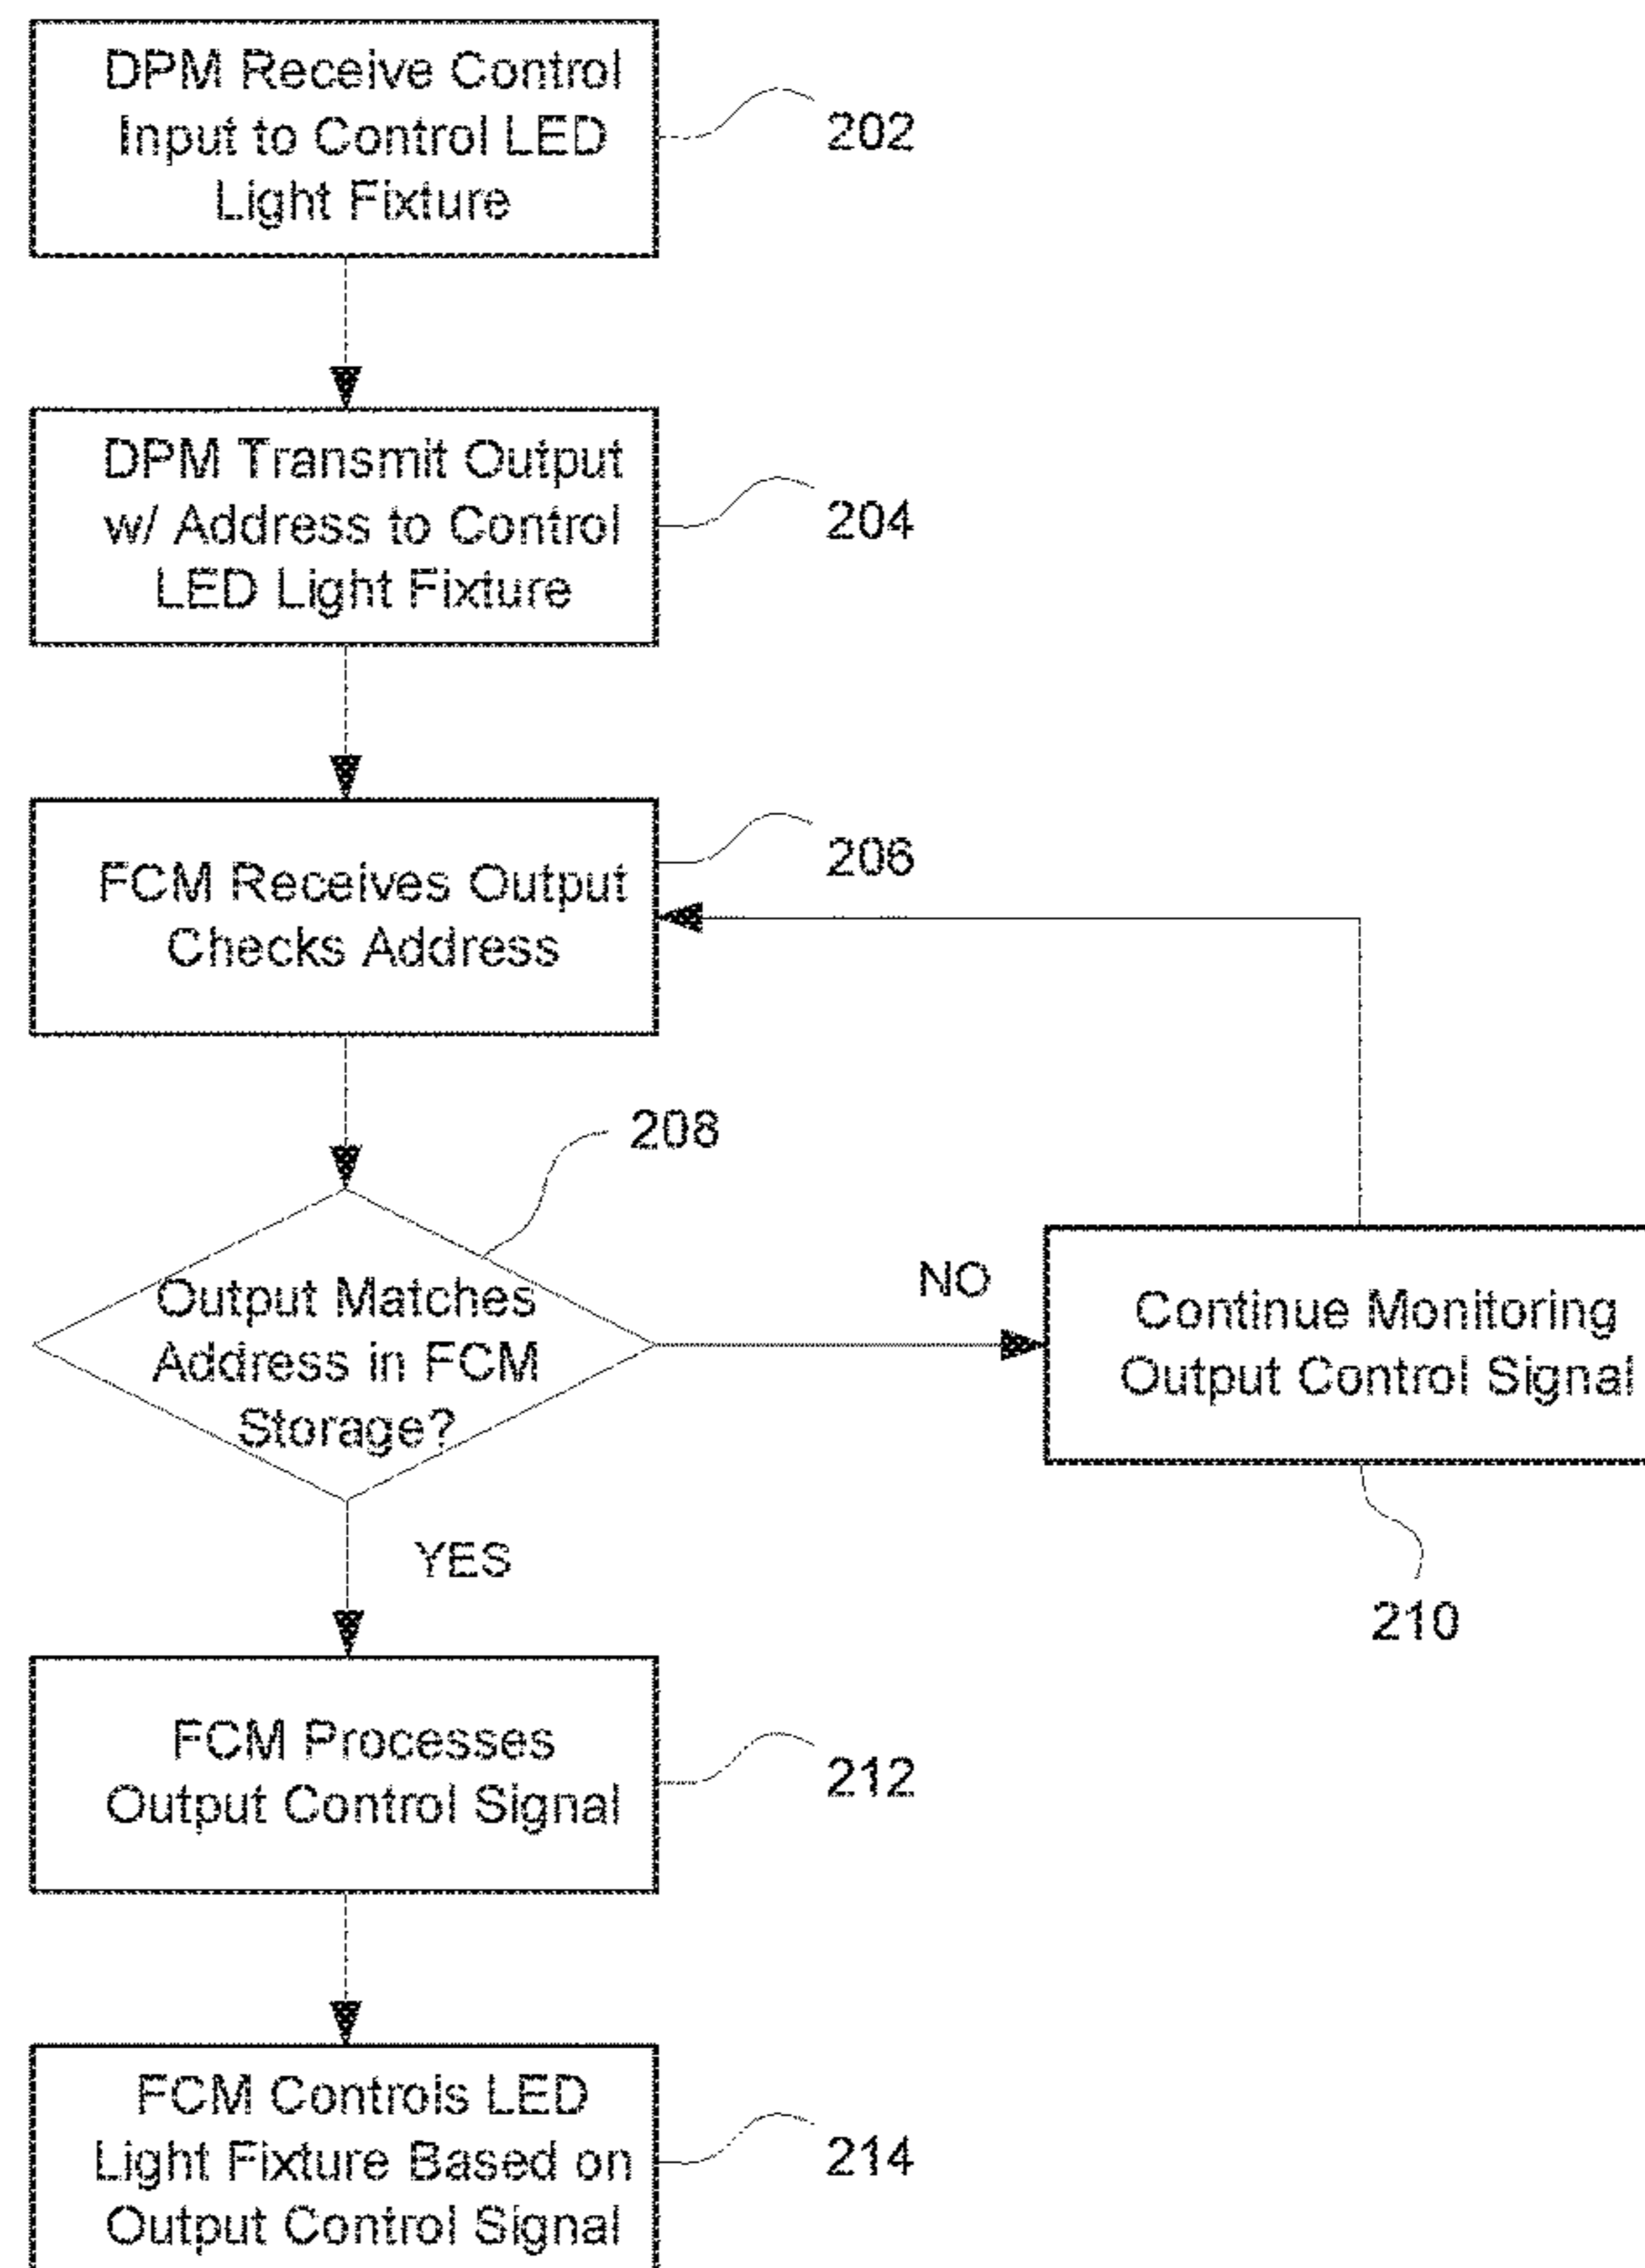 DPM Receive Control
Input to Control LED
Light Fixture
202
DPM Transmit Output
w/ Address to Control
LED Light Fixture
204
FCM Receives Output
Checks Address
206
208
Output Matches
Address in FCM
Storage?
NO
Continue Monitoring
Output Control Signal
210
YES
FCM Processes
Output Control Signal
212
FCM Controls LED
Light Fixture Based on
Output Control Signal
214